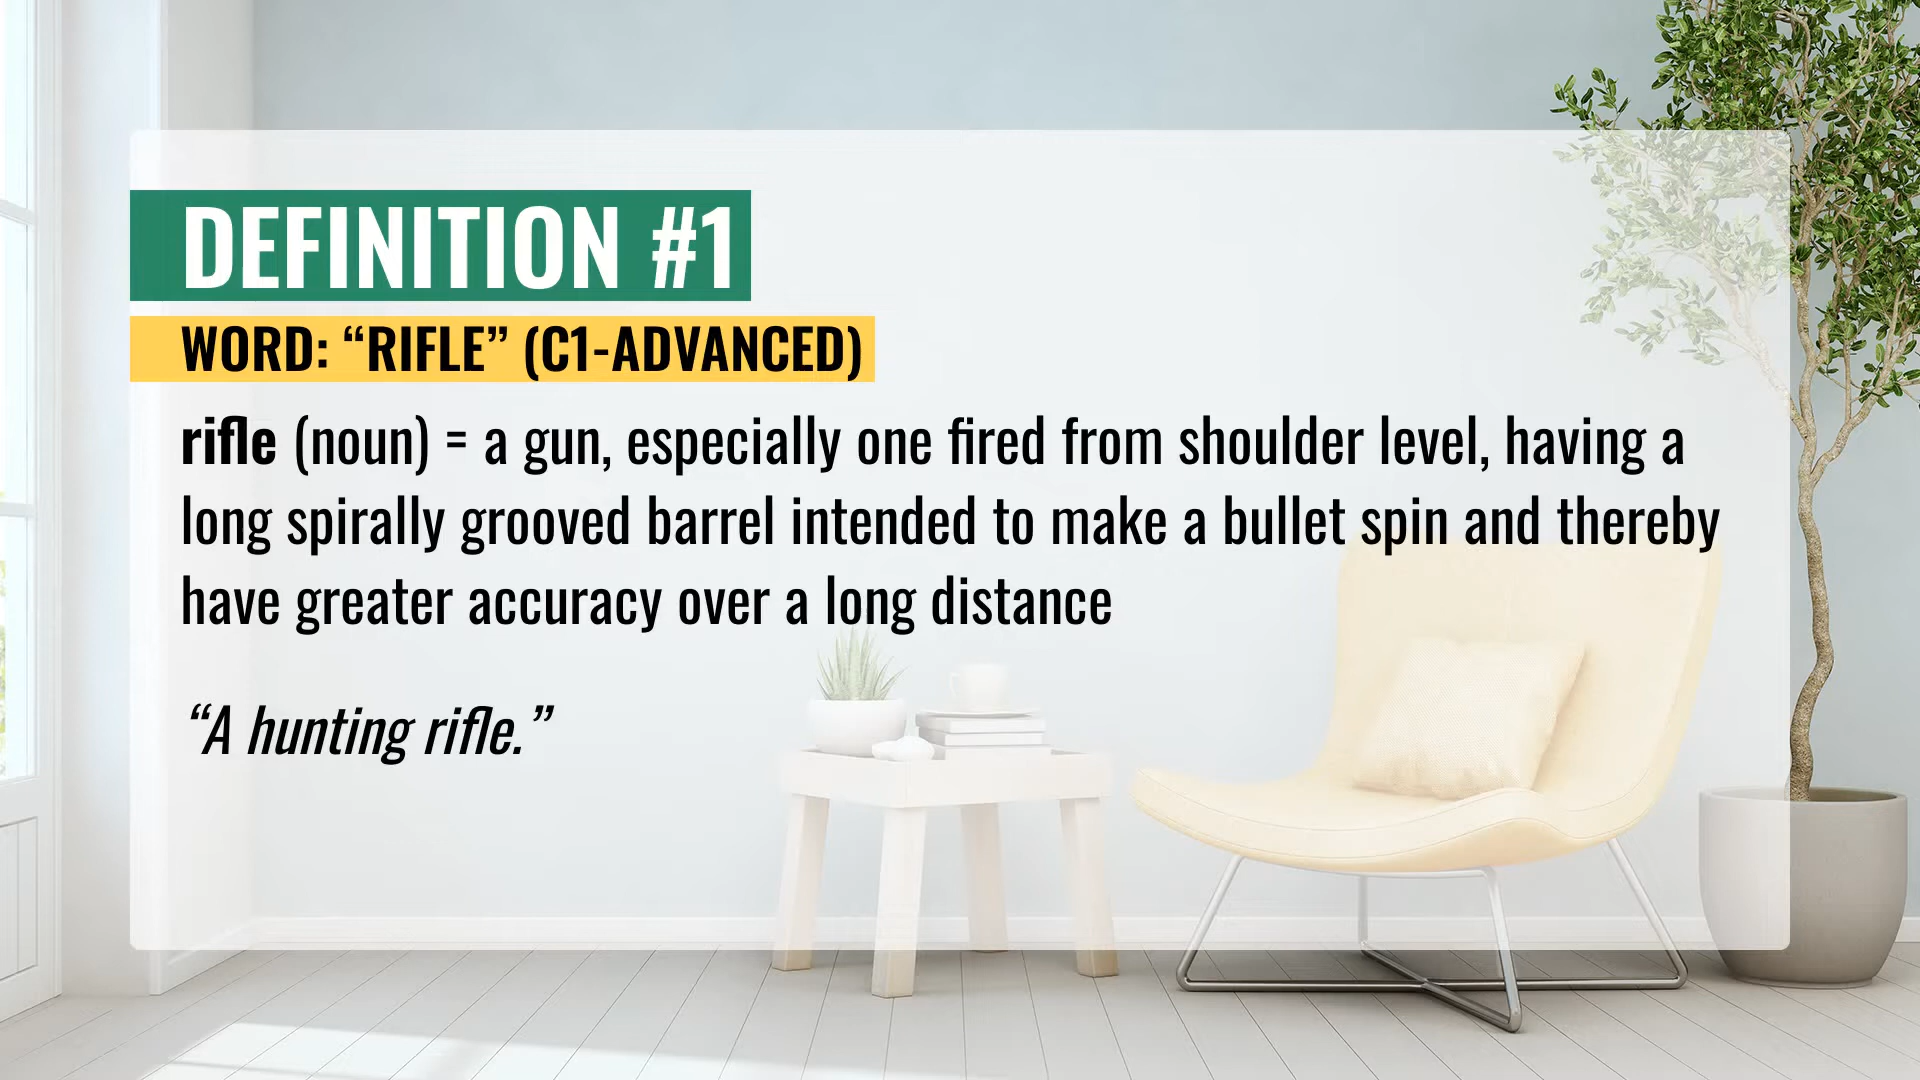 DEFINITION #1
WORD: “RIFLE” (C1-ADVANCED)
rifle (noun) = a gun, especially one fired from shoulder level, having a
long spirally grooved barrel intended to make a bullet spin and thereby
have greater accuracy over a long distance
“A hunting rifle.”